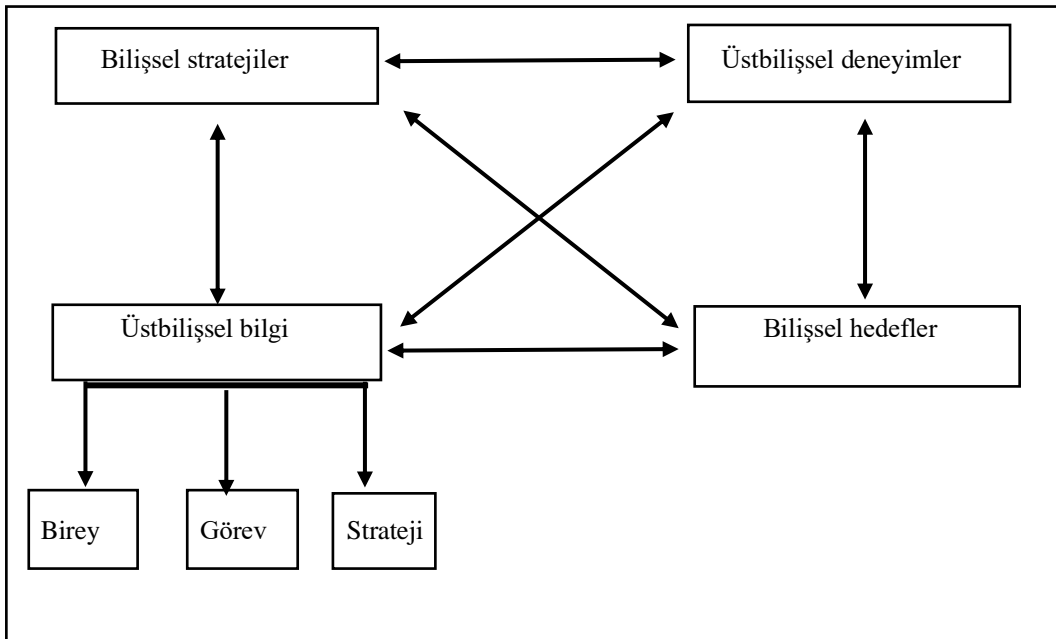 Bilişsel stratejiler
Üstbilişsel deneyimler
Üstbilişsel bilgi
Bilişsel hedefler
Birey
Görev
Strateji